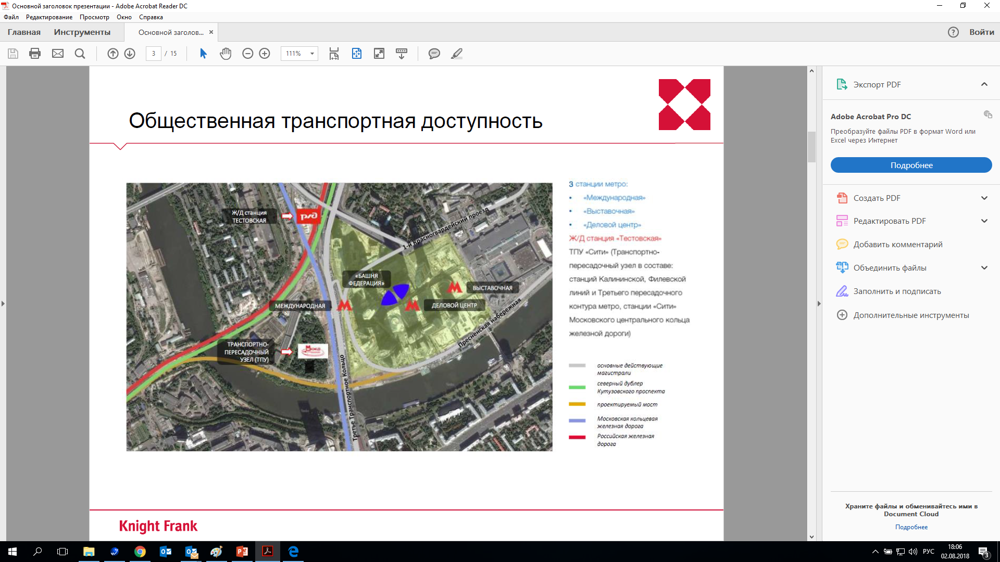 Основной заголовок презентации - Adobe Acrobat Reader DC
Файл Редактирование Просмотр Окно Справка
Главная Инструменты Основной заголов... × Войти
3 / 15 111%
Общественная транспортная доступность
Ж/Д станция
ТЕСТОВСКАЯ
1-й Красногвардейский проезд
«БАШНЯ
ФЕДЕРАЦИЯ»
ВЫСТАВОЧНАЯ
МЕЖДУНАРОДНАЯ
ДЕЛОВОЙ ЦЕНТР
Пресненская набережная
ТРАНСПОРТНО-
ПЕРЕСАДОЧНЫЙ
УЗЕЛ (ТПУ)
Третье Транспортное Кольцо
3 станции метро:
• «Международная»
• «Выставочная»
• «Деловой центр»
Ж/Д станция «Тестовская»
ТПУ «Сити» (Транспортно-
пересадочный узел в составе:
станций Калининской, Филевской
линий и Третьего пересадочного
контура метро, станции «Сити»
Московского центрального кольца
железной дороги)
основные действующие
магистрали
северный дублер
Кутузовского проспекта
проектируемый мост
Московская кольцевая
железная дорога
Российская железная
дорога
Knight Frank
Экспорт PDF
Adobe Acrobat Pro DC
Преобразуйте файлы PDF в формат Word или
Excel через Интернет
Подробнее
Создать PDF
Редактировать PDF
Добавить комментарий
Объединить файлы
Заполнить и подписать
Дополнительные инструменты
Храните файлы и обменивайтесь ими в
Document Cloud
Подробнее
РУС
18:06
02.08.2018
3